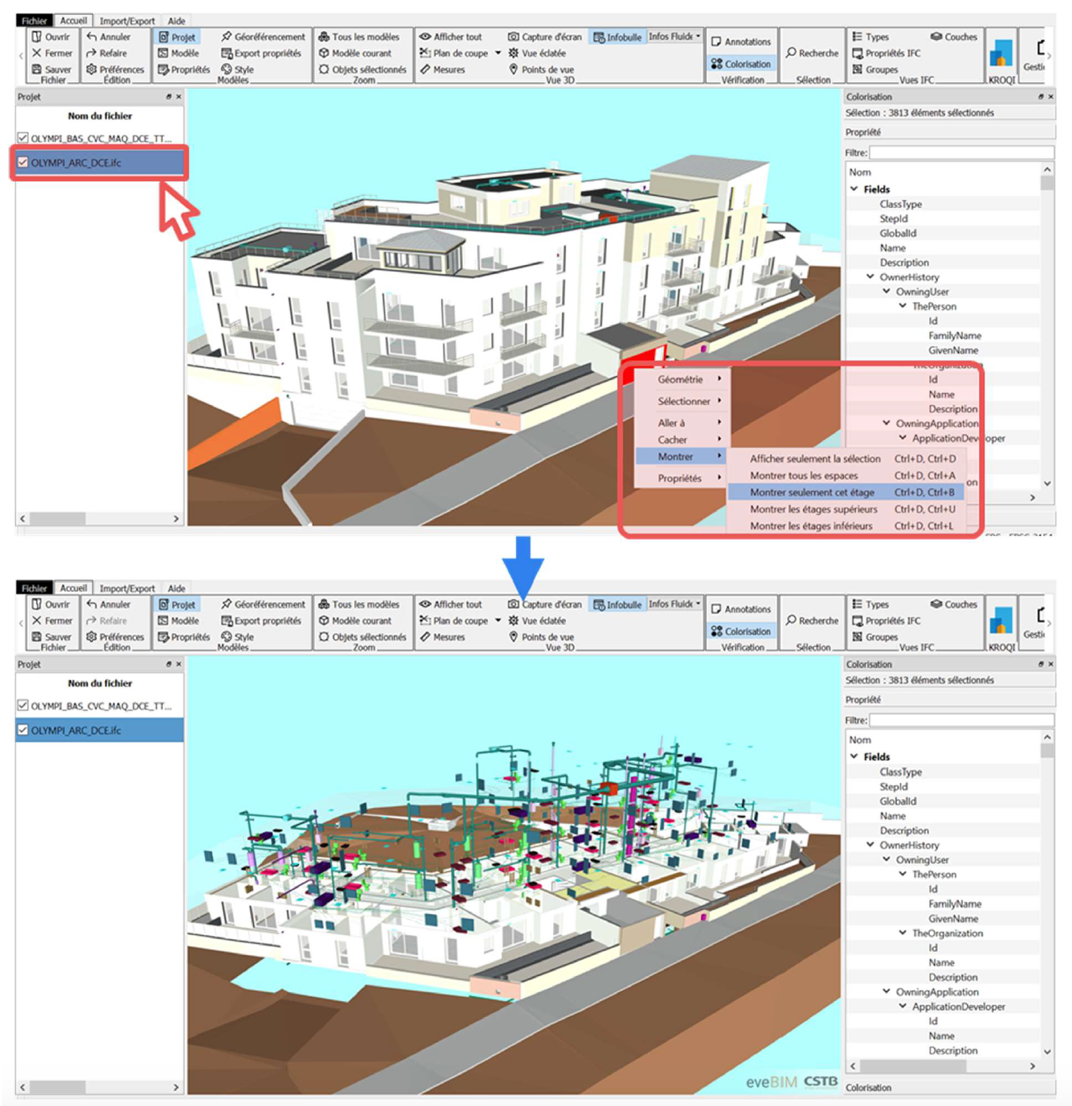 Fichier Accueil Import/Export Aide
Ouvrir Annuler Projet Géoréférencement Tous les modèles Afficher tout Capture d'écran Infobulle Infos Fluide Annotations Recherche Types Couches
Fermer Refaire Modèle Export propriétés Modèle courant Plan de coupe Vue éclatée Colorisation Propriétés IFC
Sauver Préférences Propriétés Style Objets sélectionnés Mesures Points de vue Groupes KROQI Gestic
Fichier Édition Modèles Zoom Vue 3D Vérification Sélection Vues IFC
Projet
Nom du fichier
OLYMPI_BAS_CVC_MAQ_DCE_TT...
OLYMPI_ARC_DCE.ifc
Géométrie
Sélectionner
Aller à
Cacher
Montrer
Propriétés
Afficher seulement la sélection Ctrl+D, Ctrl+D
Montrer tous les espaces Ctrl+D, Ctrl+A
Montrer seulement cet étage Ctrl+D, Ctrl+B
Montrer les étages supérieurs Ctrl+D, Ctrl+U
Montrer les étages inférieurs Ctrl+D, Ctrl+L
Colorisation
Sélection : 3813 éléments sélectionnés
Propriété
Filtre:
Nom
Fields
ClassType
StepId
GlobalId
Name
Description
OwnerHistory
OwningUser
ThePerson
Id
FamilyName
GivenName
TheOrganization
Id
Name
Description
OwningApplication
ApplicationDeveloper
Fichier Accueil Import/Export Aide
Ouvrir Annuler Projet Géoréférencement Tous les modèles Afficher tout Capture d'écran Infobulle Infos Fluide Annotations Recherche Types Couches
Fermer Refaire Modèle Export propriétés Modèle courant Plan de coupe Vue éclatée Colorisation Propriétés IFC
Sauver Préférences Propriétés Style Objets sélectionnés Mesures Points de vue Groupes KROQI Gestic
Fichier Édition Modèles Zoom Vue 3D Vérification Sélection Vues IFC
Projet
Nom du fichier
OLYMPI_BAS_CVC_MAQ_DCE_TT...
OLYMPI_ARC_DCE.ifc
eveBIM CSTB
Colorisation
Sélection : 3813 éléments sélectionnés
Propriété
Filtre:
Nom
Fields
ClassType
StepId
GlobalId
Name
Description
OwnerHistory
OwningUser
ThePerson
Id
FamilyName
GivenName
TheOrganization
Id
Name
Description
OwningApplication
ApplicationDeveloper
Id
Name
Description
Colorisation